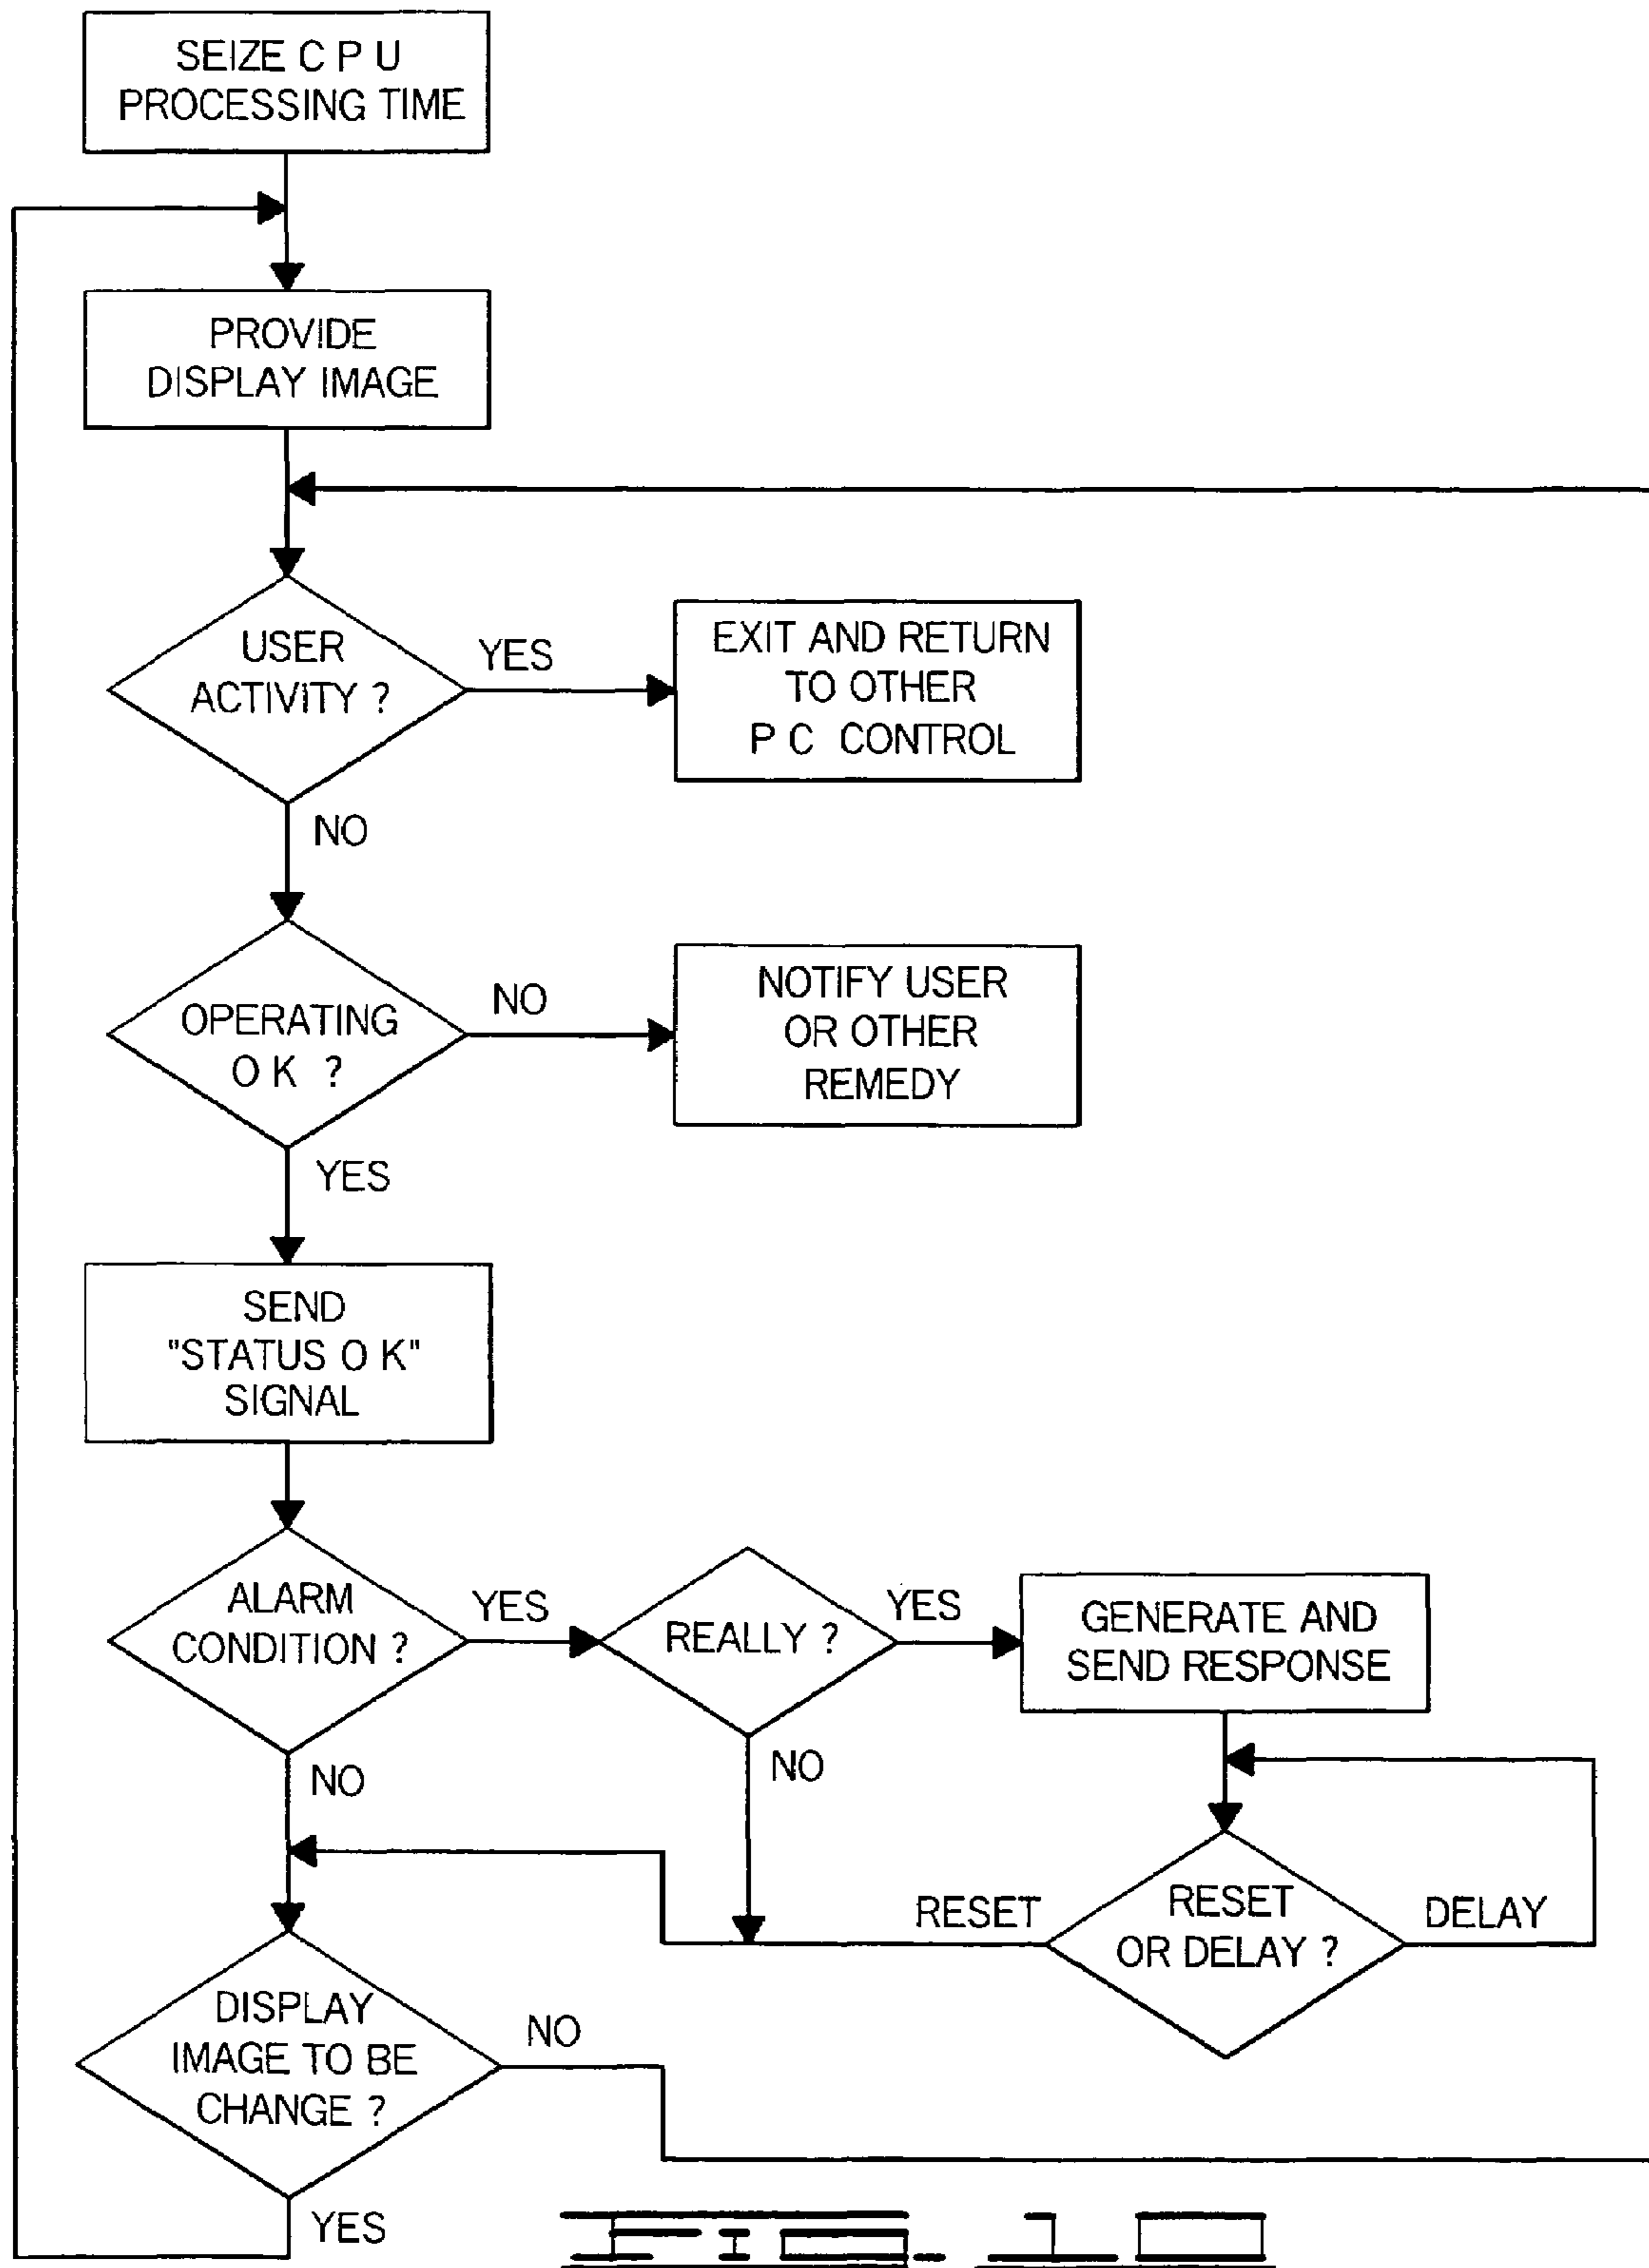 SEIZE C P U
PROCESSING TIME
PROVIDE
DISPLAY IMAGE
USER
ACTIVITY ?
YES
EXIT AND RETURN
TO OTHER
P C CONTROL
NO
OPERATING
O K ?
NO
NOTIFY USER
OR OTHER
REMEDY
YES
SEND
"STATUS O K"
SIGNAL
ALARM
CONDITION ?
YES
REALLY ?
YES
GENERATE AND
SEND RESPONSE
NO
NO
RESET
OR DELAY ?
RESET
DELAY
DISPLAY
IMAGE TO BE
CHANGE ?
NO
YES